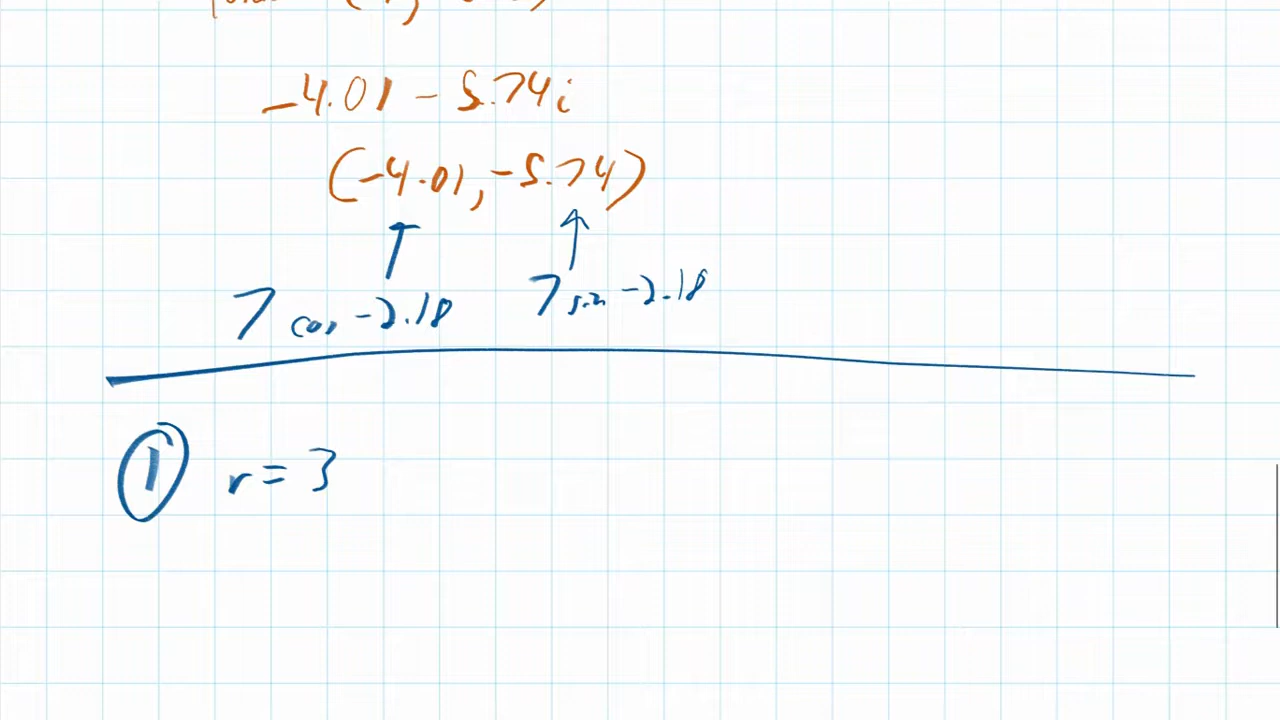 -4.01 - 5.74i
(-4.01, -5.74)
7 cos -2.18 7 sin -2.18
1 r = 3